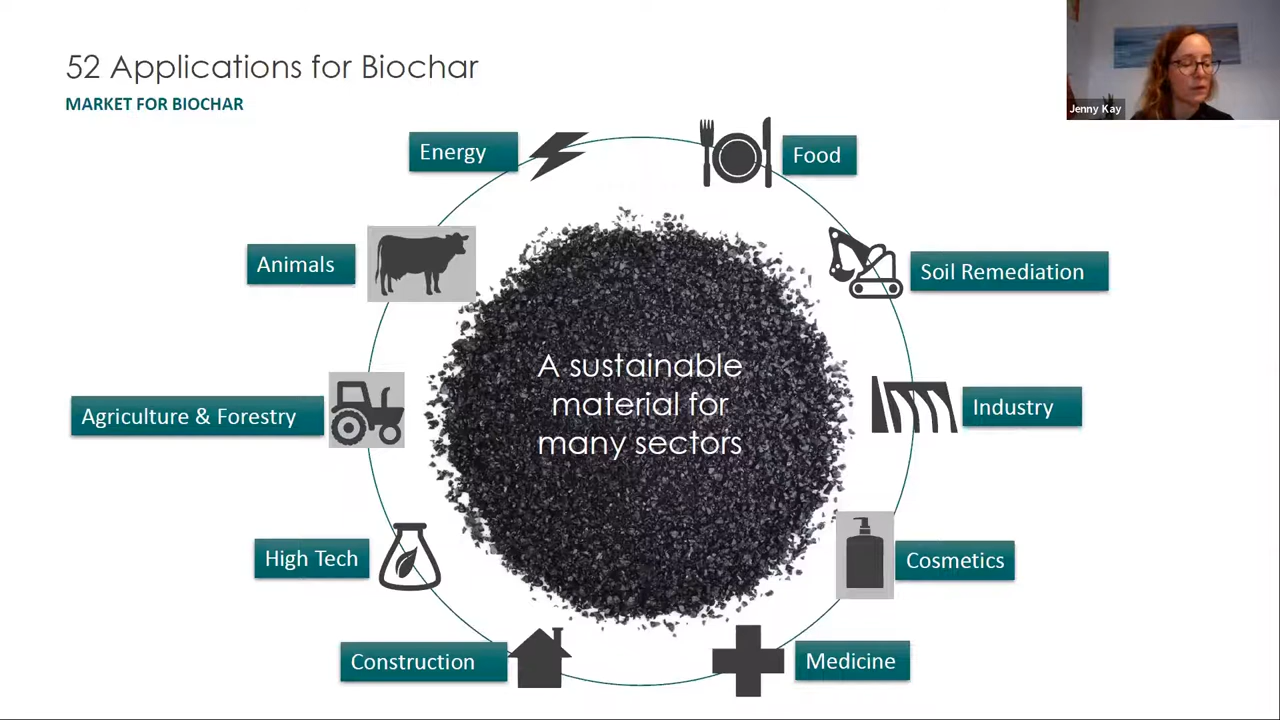 52 Applications for Biochar
MARKET FOR BIOCHAR
Jenny Kay
Energy
Food
Animals
Soil Remediation
A sustainable
material for
many sectors
Agriculture & Forestry
Industry
High Tech
Cosmetics
Construction
Medicine